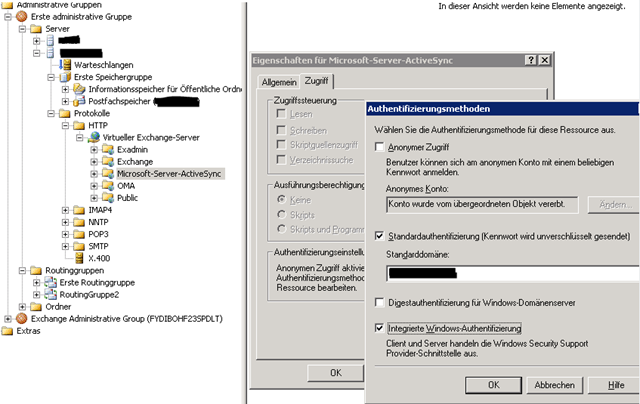 Administrative Gruppen
Erste administrative Gruppe
Server
Warteschlangen
Erste Speichergruppe
Informationsspeicher für Öffentliche Ordne
Postfachspeicher (
Protokolle
HTTP
Virtueller Exchange-Server
Exadmin
Exchange
Microsoft-Server-ActiveSync
OMA
Public
IMAP4
NNTP
POP3
SMTP
X.400
Routinggruppen
Erste Routinggruppe
RoutingGruppe2
Ordner
Exchange Administrative Group (FYDIBOHF23SPDLT)
Extras
In dieser Ansicht werden keine Elemente angezeigt.
Eigenschaften für Microsoft-Server-ActiveSync
Allgemein Zugriff
Zugriffssteuerung
Lesen
Schreiben
Skriptquellenzugriff
Verzeichnissuche
Ausführungsberechtigung
Keine
Skripts
Skripts und Programm
Authentifizierungseinstellu
Anonymen Zugriff aktivie
Authentifizierungsmethod
Ressource bearbeiten.
OK
Authentifizierungsmethoden
Wählen Sie die Authentifizierungsmethode für diese Ressource aus.
Anonymer Zugriff
Benutzer können sich am anonymen Konto mit einem beliebigen
Kennwort anmelden.
Anonymes Konto:
Konto wurde vom übergeordneten Objekt vererbt.
Ändern...
Standardauthentifizierung (Kennwort wird unverschlüsselt gesendet)
Standarddomäne:
Digestauthentifizierung für Windows-Domänenserver
Integrierte Windows-Authentifizierung
Client und Server handeln die Windows Security Support
Provider-Schnittstelle aus.
OK Abbrechen Hilfe